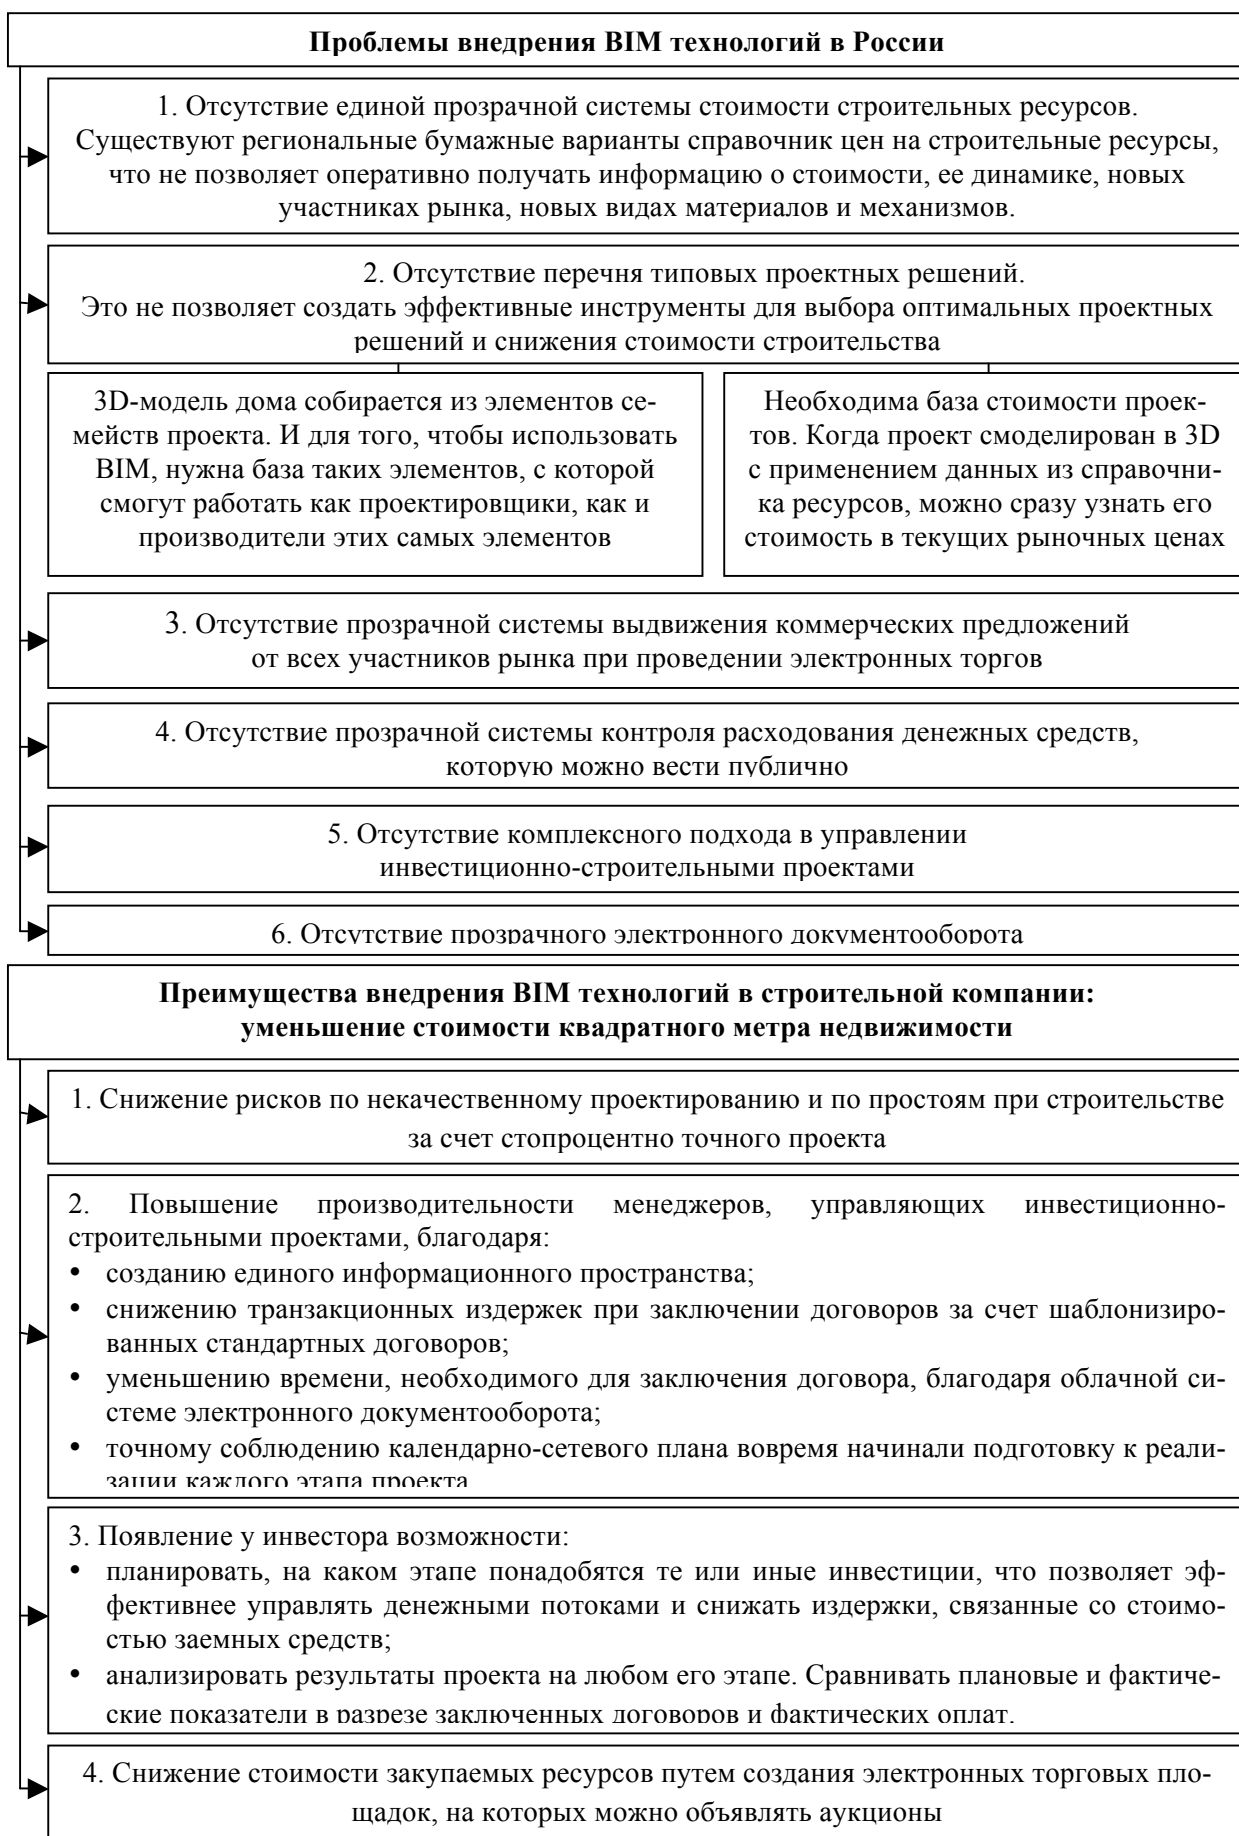 Проблемы внедрения BIM технологий в России
1. Отсутствие единой прозрачной системы стоимости строительных ресурсов.
Существуют региональные бумажные варианты справочник цен на строительные ресурсы,
что не позволяет оперативно получать информацию о стоимости, ее динамике, новых
участниках рынка, новых видах материалов и механизмов.
2. Отсутствие перечня типовых проектных решений.
Это не позволяет создать эффективные инструменты для выбора оптимальных проектных
решений и снижения стоимости строительства
3D-модель дома собирается из элементов се-
мейств проекта. И для того, чтобы использовать
BIM, нужна база таких элементов, с которой
смогут работать как проектировщики, как и
производители этих самых элементов
Необходима база стоимости проек-
тов. Когда проект смоделирован в 3D
с применением данных из справочни-
ка ресурсов, можно сразу узнать его
стоимость в текущих рыночных ценах
3. Отсутствие прозрачной системы выдвижения коммерческих предложений
от всех участников рынка при проведении электронных торгов
4. Отсутствие прозрачной системы контроля расходования денежных средств,
которую можно вести публично
5. Отсутствие комплексного подхода в управлении
инвестиционно-строительными проектами
6. Отсутствие прозрачного электронного документооборота
Преимущества внедрения BIM технологий в строительной компании:
уменьшение стоимости квадратного метра недвижимости
1. Снижение рисков по некачественному проектированию и по простоям при строительстве
за счет стопроцентно точного проекта
2. Повышение производительности менеджеров, управляющих инвестиционно-
строительными проектами, благодаря:
• созданию единого информационного пространства;
• снижению транзакционных издержек при заключении договоров за счет шаблонизиро-
ванных стандартных договоров;
• уменьшению времени, необходимого для заключения договора, благодаря облачной си-
стеме электронного документооборота;
• точному соблюдению календарно-сетевого плана вовремя начинали подготовку к реали-
зации каждого этапа проекта
3. Появление у инвестора возможности:
• планировать, на каком этапе понадобятся те или иные инвестиции, что позволяет эф-
фективнее управлять денежными потоками и снижать издержки, связанные со стоимо-
стью заемных средств;
• анализировать результаты проекта на любом его этапе. Сравнивать плановые и фактиче-
ские показатели в разрезе заключенных договоров и фактических оплат.
4. Снижение стоимости закупаемых ресурсов путем создания электронных торговых пло-
щадок, на которых можно объявлять аукционы